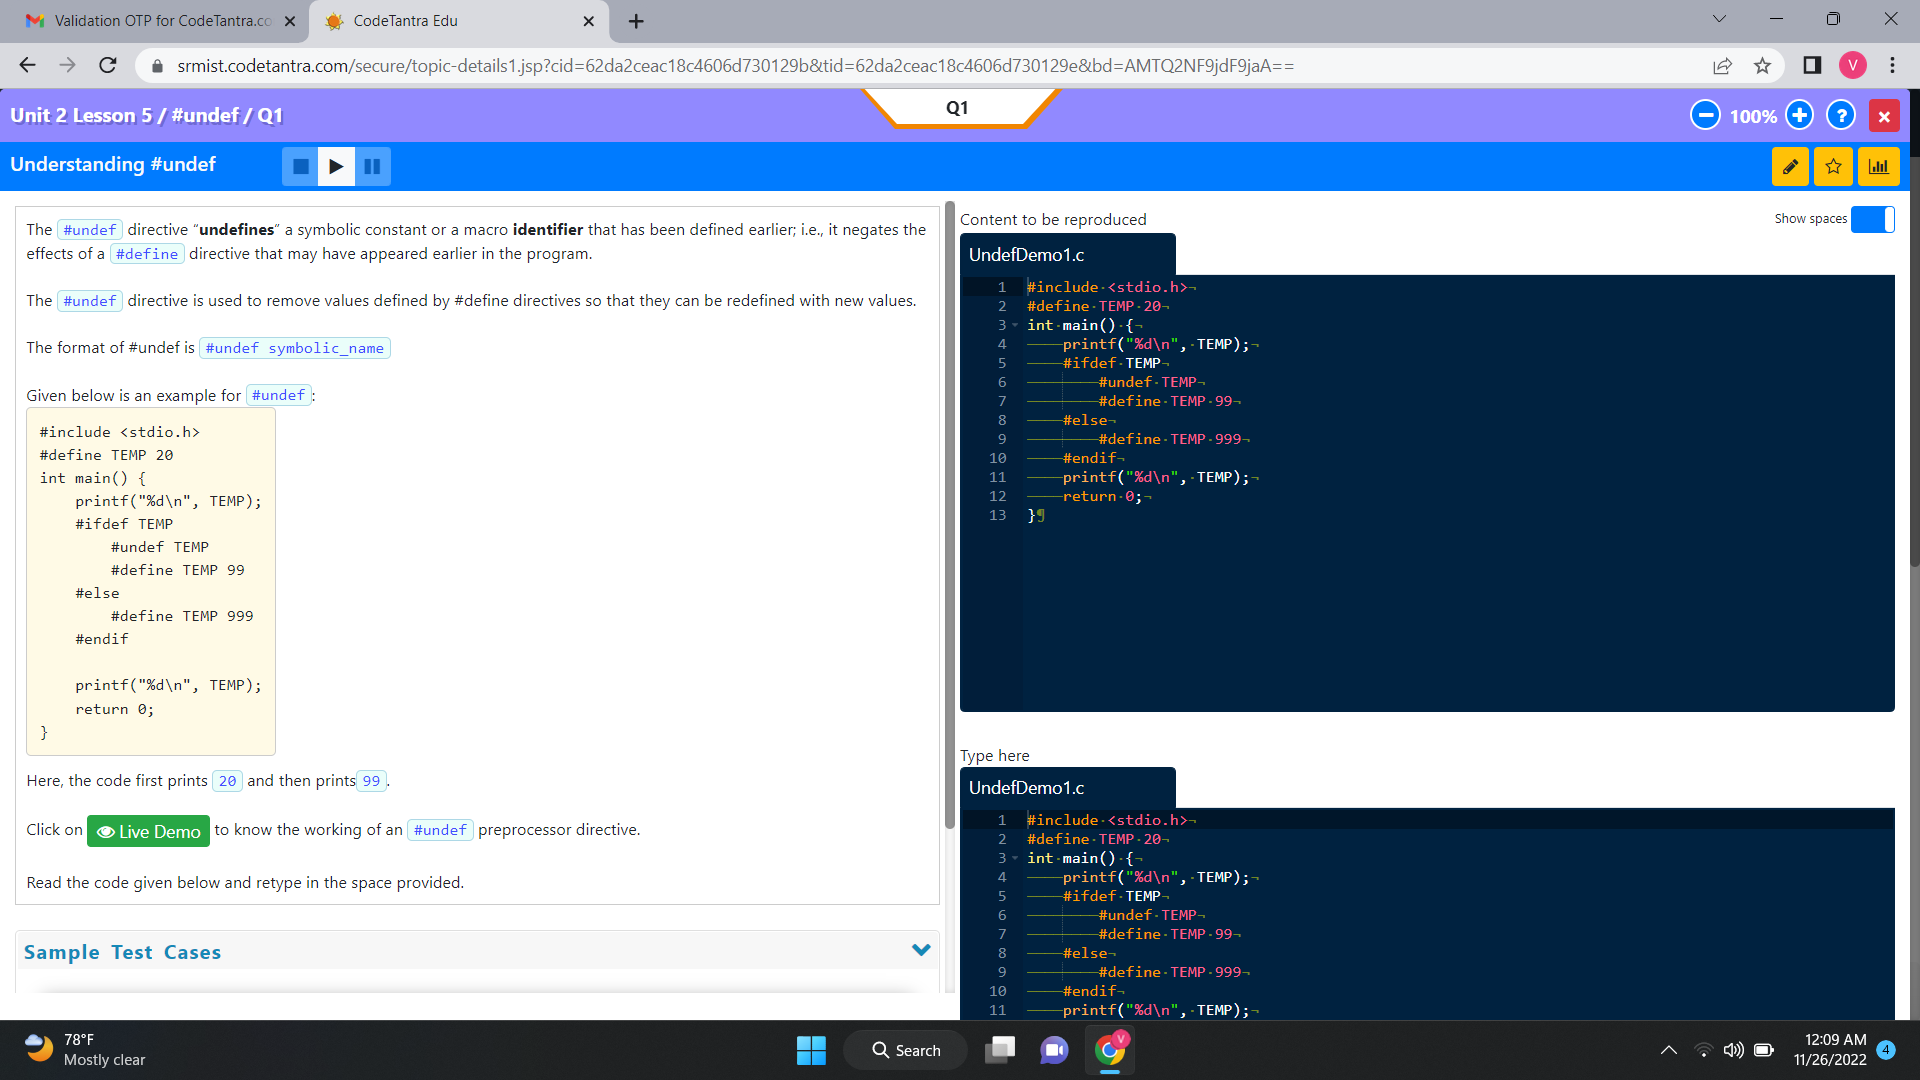 Validation OTP for CodeTantra.co
CodeTantra Edu
srmist.codetantra.com/secure/topic-details1.jsp?cid=62da2ceac18c4606d730129b&tid=62da2ceac18c4606d730129e&bd=AMTQ2NF9jdF9jaA==
V
Unit 2 Lesson 5 / #undef / Q1
Q1
100%
?
Understanding #undef
The #undef directive "undefines" a symbolic constant or a macro identifier that has been defined earlier; i.e., it negates the
effects of a #define directive that may have appeared earlier in the program.
The #undef directive is used to remove values defined by #define directives so that they can be redefined with new values.
The format of #undef is #undef symbolic_name
Given below is an example for #undef:
#include <stdio.h>
#define TEMP 20
int main() {
    printf("%d\n", TEMP);
    #ifdef TEMP
        #undef TEMP
        #define TEMP 99
    #else
        #define TEMP 999
    #endif
    printf("%d\n", TEMP);
    return 0;
}
Here, the code first prints 20 and then prints 99.
Click on Live Demo to know the working of an #undef preprocessor directive.
Read the code given below and retype in the space provided.
Sample Test Cases
Content to be reproduced
Show spaces
UndefDemo1.c
1 #include·<stdio.h>¬
2 #define·TEMP·20¬
3 int·main()·{¬
4 ————printf("%d\n",·TEMP);¬
5 ————#ifdef·TEMP¬
6 ————————#undef·TEMP¬
7 ————————#define·TEMP·99¬
8 ————#else¬
9 ————————#define·TEMP·999¬
10 ————#endif¬
11 ————printf("%d\n",·TEMP);¬
12 ————return·0;¬
13 }¶
Type here
UndefDemo1.c
1 #include·<stdio.h>¬
2 #define·TEMP·20¬
3 int·main()·{¬
4 ————printf("%d\n",·TEMP);¬
5 ————#ifdef·TEMP¬
6 ————————#undef·TEMP¬
7 ————————#define·TEMP·99¬
8 ————#else¬
9 ————————#define·TEMP·999¬
10 ————#endif¬
11 ————printf("%d\n",·TEMP);¬
78°F
Mostly clear
Search
V
12:09 AM
11/26/2022
4